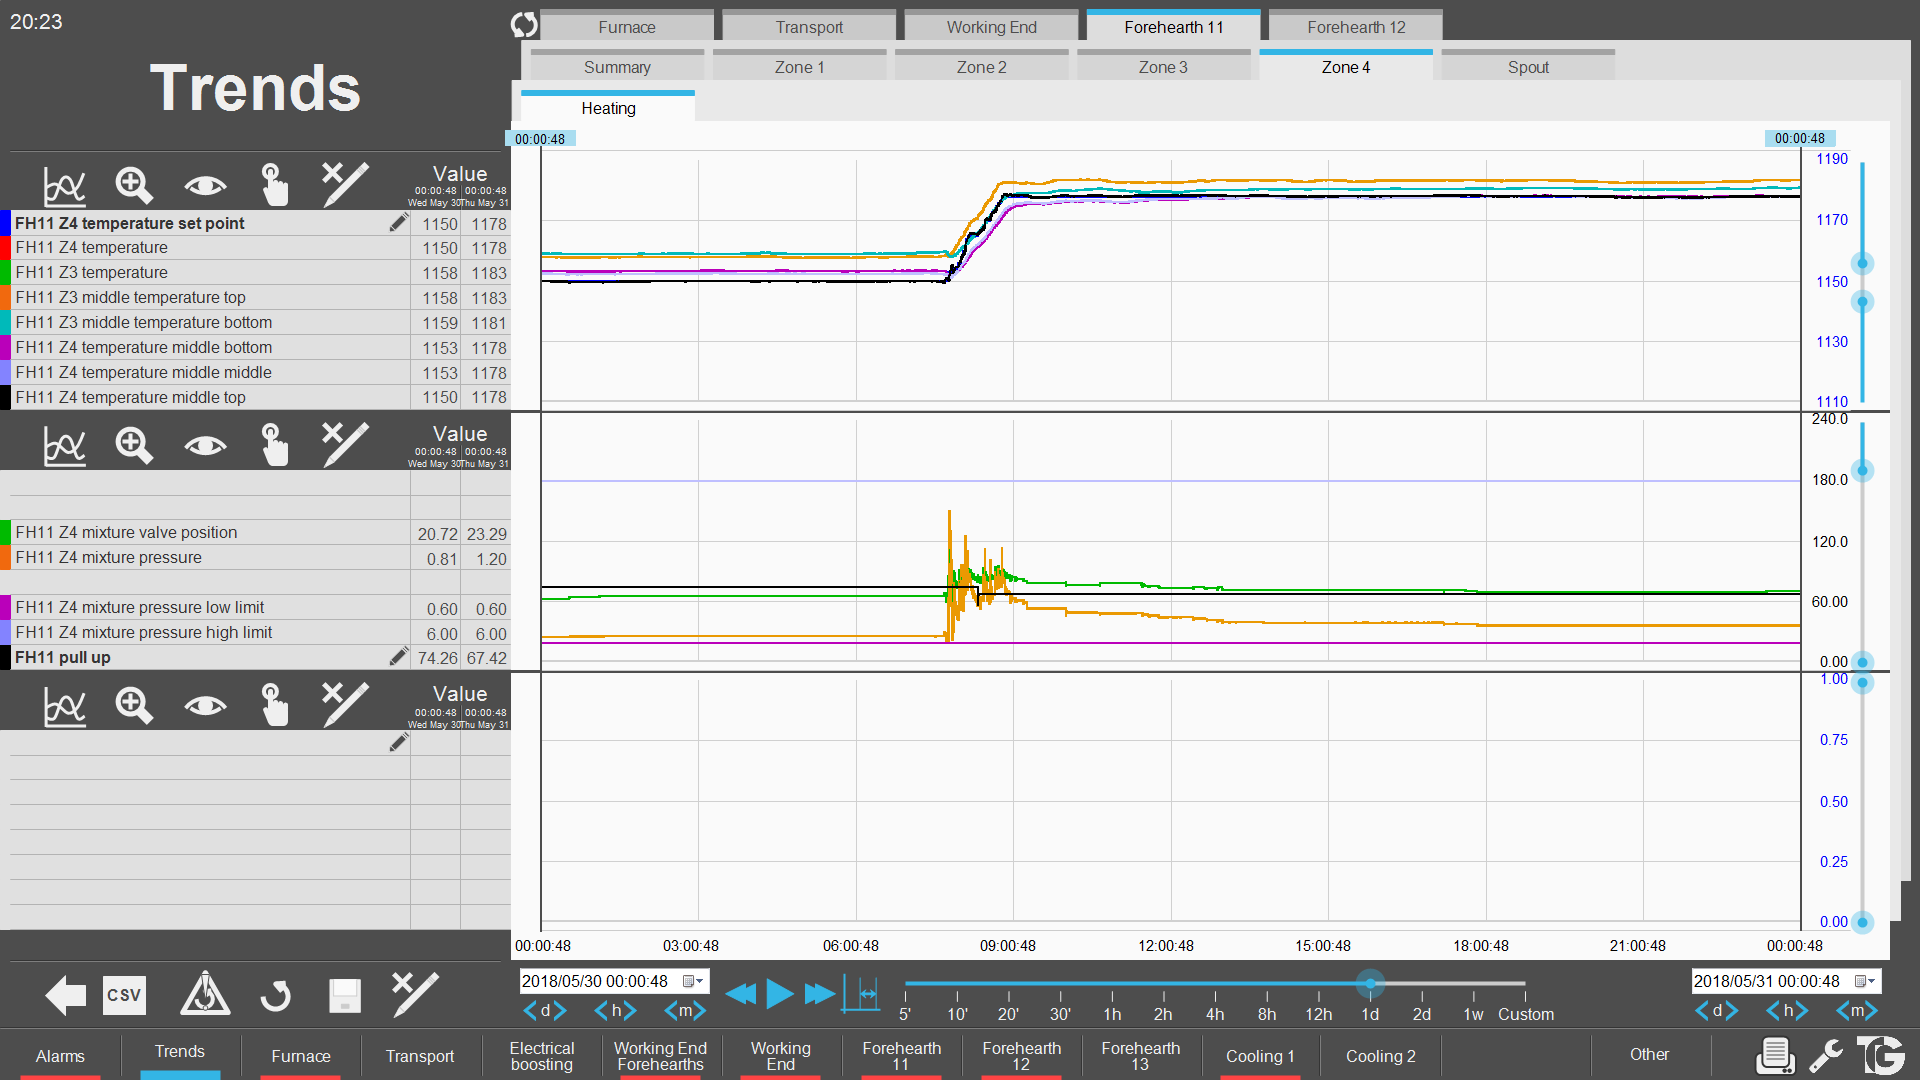 20:23
Trends
Furnace
Transport
Working End
Forehearth 11
Forehearth 12
Summary
Zone 1
Zone 2
Zone 3
Zone 4
Spout
Heating
00:00:48
00:00:48
Value
00:00:48 00:00:48
Wed May 30 Thu May 31
FH11 Z4 temperature set point 1150 1178
FH11 Z4 temperature 1150 1178
FH11 Z3 temperature 1158 1183
FH11 Z3 middle temperature top 1158 1183
FH11 Z3 middle temperature bottom 1159 1181
FH11 Z4 temperature middle bottom 1153 1178
FH11 Z4 temperature middle middle 1153 1178
FH11 Z4 temperature middle top 1150 1178
1190
1170
1150
1130
1110
Value
00:00:48 00:00:48
Wed May 30 Thu May 31
FH11 Z4 mixture valve position 20.72 23.29
FH11 Z4 mixture pressure 0.81 1.20
FH11 Z4 mixture pressure low limit 0.60 0.60
FH11 Z4 mixture pressure high limit 6.00 6.00
FH11 pull up 74.26 67.42
240.0
180.0
120.0
60.00
0.00
Value
00:00:48 00:00:48
Wed May 30 Thu May 31
1.00
0.75
0.50
0.25
0.00
00:00:48 03:00:48 06:00:48 09:00:48 12:00:48 15:00:48 18:00:48 21:00:48 00:00:48
CSV
2018/05/30 00:00:48
d h m
5' 10' 20' 30' 1h 2h 4h 8h 12h 1d 2d 1w Custom
2018/05/31 00:00:48
d h m
Alarms
Trends
Furnace
Transport
Electrical
boosting
Working End
Forehearths
Working
End
Forehearth
11
Forehearth
12
Forehearth
13
Cooling 1
Cooling 2
Other
TG